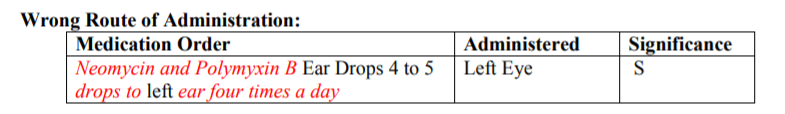 Wrong Route of Administration:
Medication Order Administered Significance
Neomycin and Polymyxin B Ear Drops 4 to 5 Left Eye S
drops to left ear four times a day